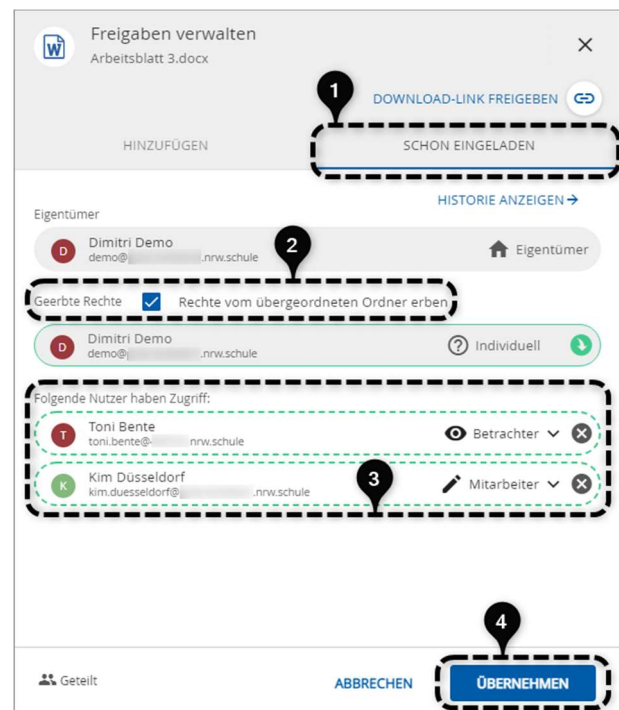 Freigaben verwalten
Arbeitsblatt 3.docx
1
DOWNLOAD-LINK FREIGEBEN
HINZUFÜGEN
SCHON EINGELADEN
HISTORIE ANZEIGEN →
Eigentümer
D Dimitri Demo
demo@ .nrw.schule
Eigentümer
2
Geerbte Rechte Rechte vom übergeordneten Ordner erben
D Dimitri Demo
demo@ .nrw.schule
? Individuell
Folgende Nutzer haben Zugriff:
T Toni Bente
toni.bente@ nrw.schule
Betrachter
K Kim Düsseldorf
kim.duesseldorf@ .nrw.schule
Mitarbeiter
3
4
Geteilt
ABBRECHEN
ÜBERNEHMEN